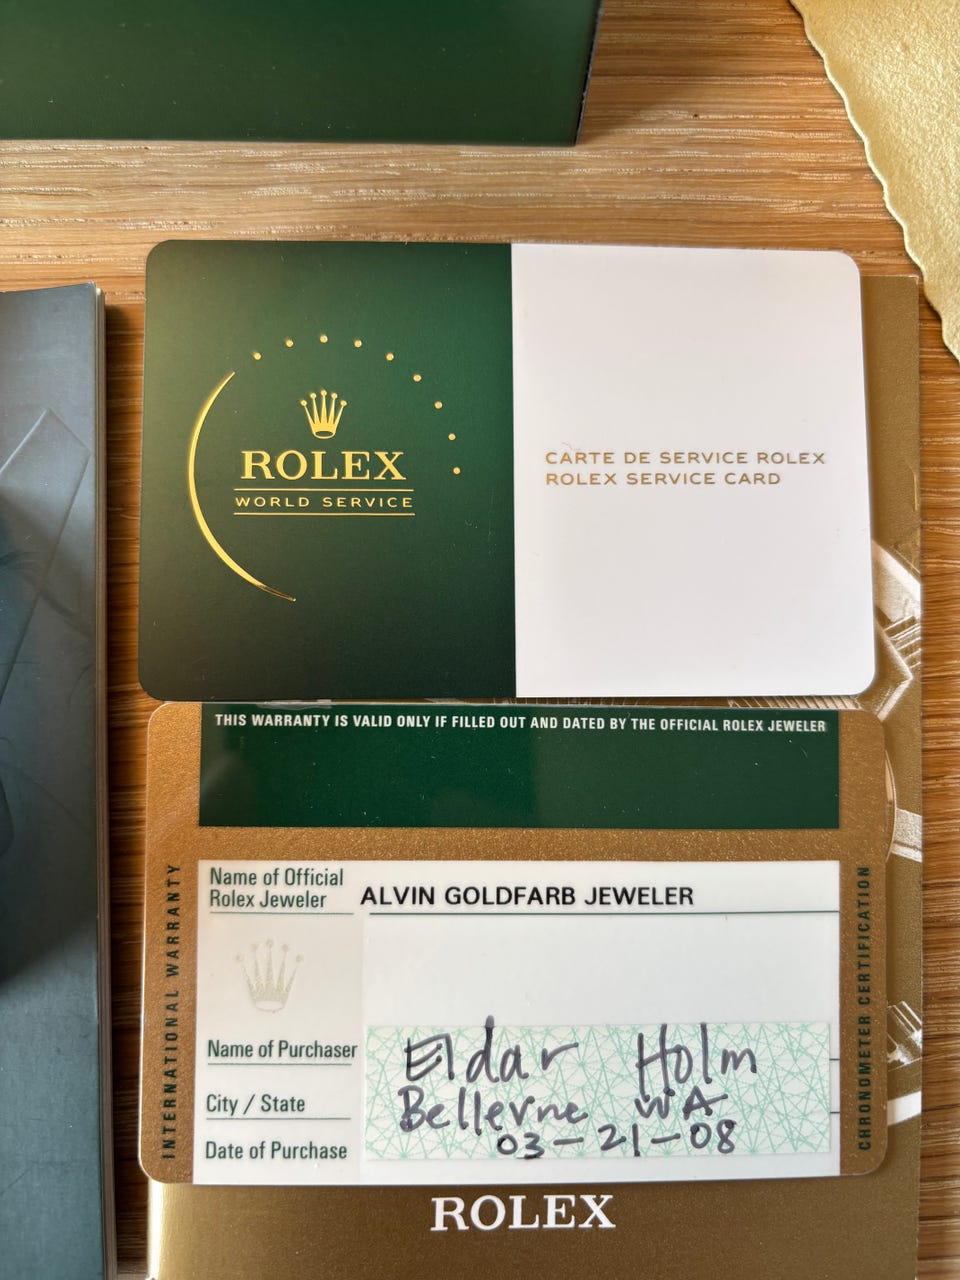 ROLEX
WORLD SERVICE
CARTE DE SERVICE ROLEX
ROLEX SERVICE CARD
THIS WARRANTY IS VALID ONLY IF FILLED OUT AND DATED BY THE OFFICIAL ROLEX JEWELER
INTERNATIONAL WARRANTY
Name of Official
Rolex Jeweler ALVIN GOLDFARB JEWELER
Name of Purchaser Eldar Holm
City / State Bellevue WA
Date of Purchase 03-21-08
CHRONOMETER CERTIFICATION
ROLEX